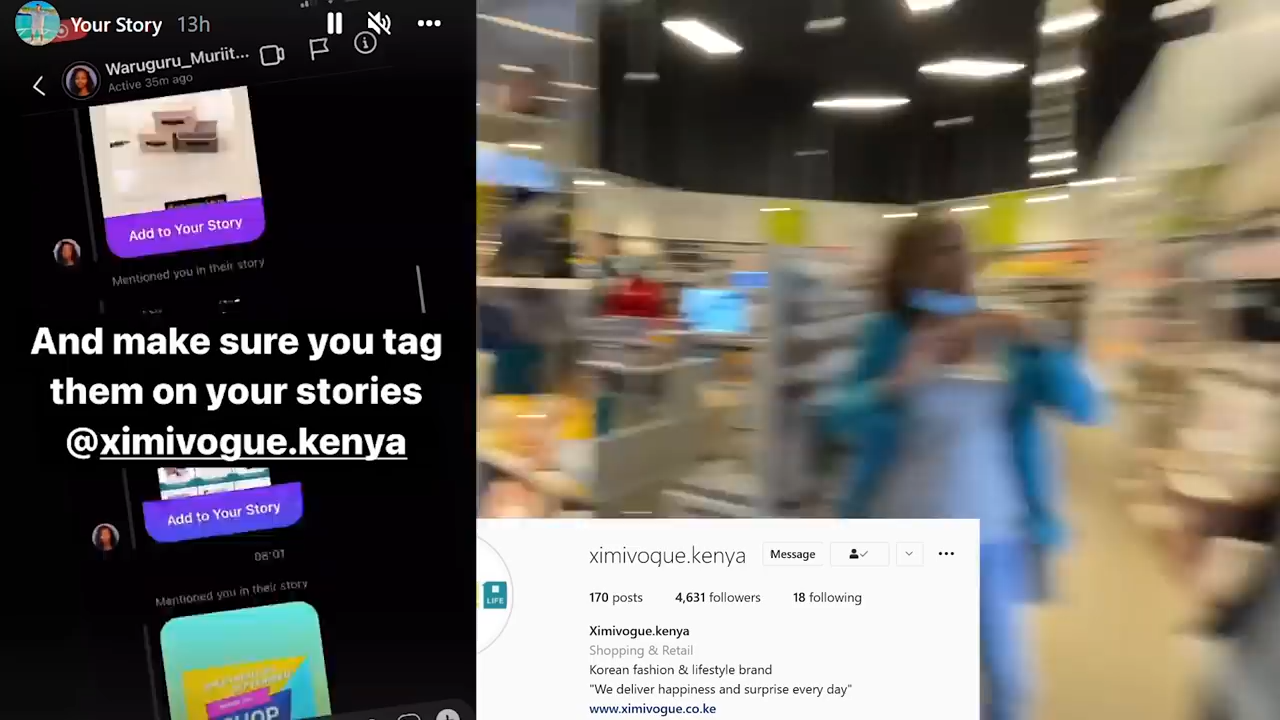 Your Story 13h
Waruguru_Muriit...
Active 35m ago
Add to Your Story
Mentioned you in their story
And make sure you tag
them on your stories
@ximivogue.kenya
Add to Your Story
08:01
Mentioned you in their story
SHOP
LIFE
ximivogue.kenya Message
170 posts 4,631 followers 18 following
Ximivogue.kenya
Shopping & Retail
Korean fashion & lifestyle brand
"We deliver happiness and surprise every day"
www.ximivogue.co.ke